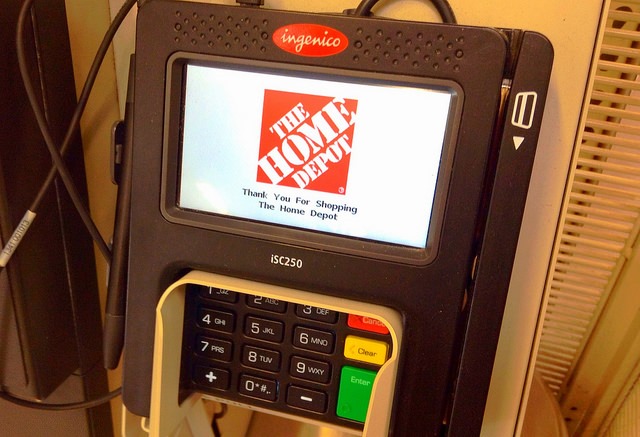 ingenico
THE
HOME
DEPOT
Thank You For Shopping
The Home Depot
iSC250
2 ABC
3 DEF
Cancel
4 GHI
5 JKL
6 MNO
Clear
7 PRS
8 TUV
9 WXY
Enter
+
0*#.
-